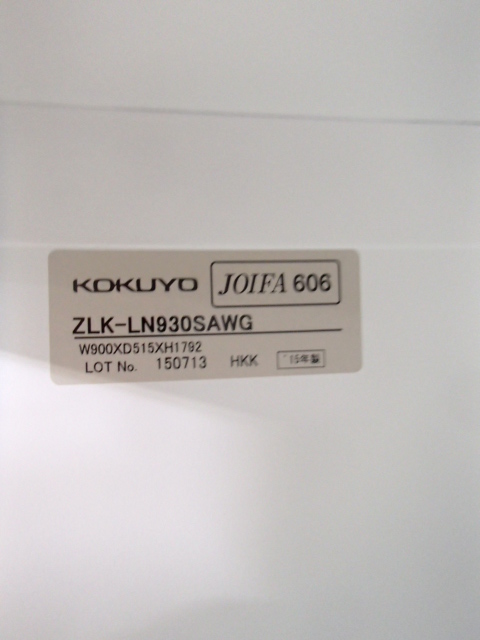 KOKUYO JOIFA 606
ZLK-LN930SAWG
W900XD515XH1792
LOT No. 150713 HKK '15年製